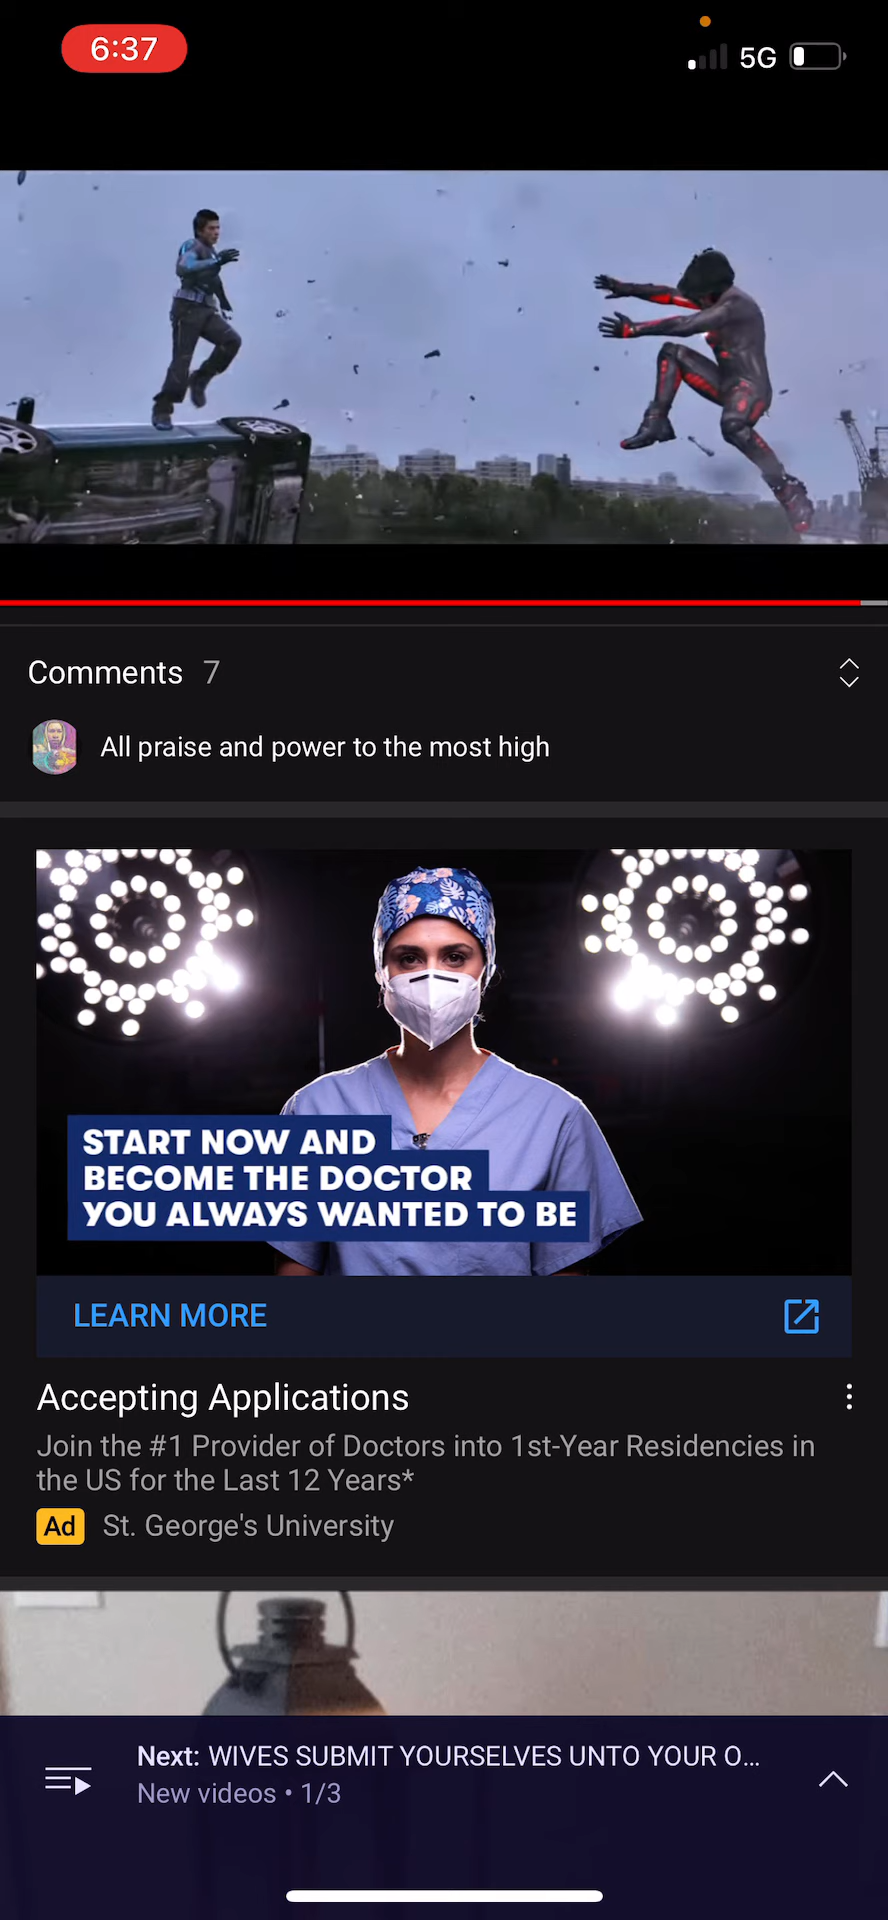 6:37
5G
Comments 7
All praise and power to the most high
START NOW AND
BECOME THE DOCTOR
YOU ALWAYS WANTED TO BE
LEARN MORE
Accepting Applications
Join the #1 Provider of Doctors into 1st-Year Residencies in
the US for the Last 12 Years*
Ad St. George's University
Next: WIVES SUBMIT YOURSELVES UNTO YOUR O...
New videos • 1/3